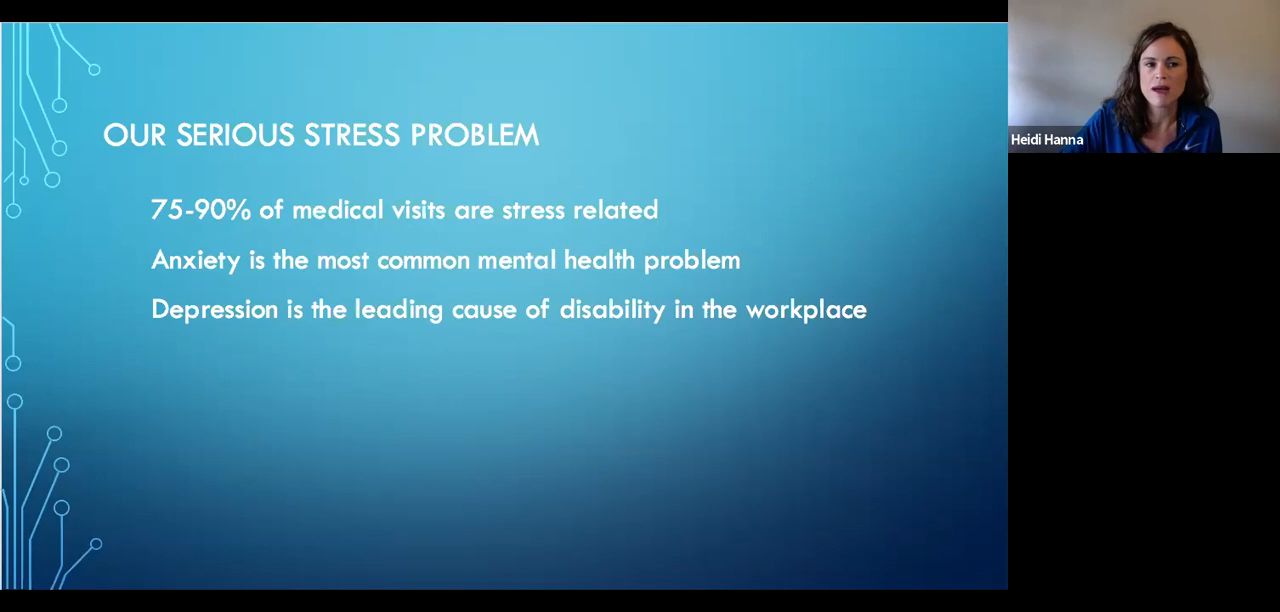 OUR SERIOUS STRESS PROBLEM
75-90% of medical visits are stress related
Anxiety is the most common mental health problem
Depression is the leading cause of disability in the workplace
Heidi Hanna